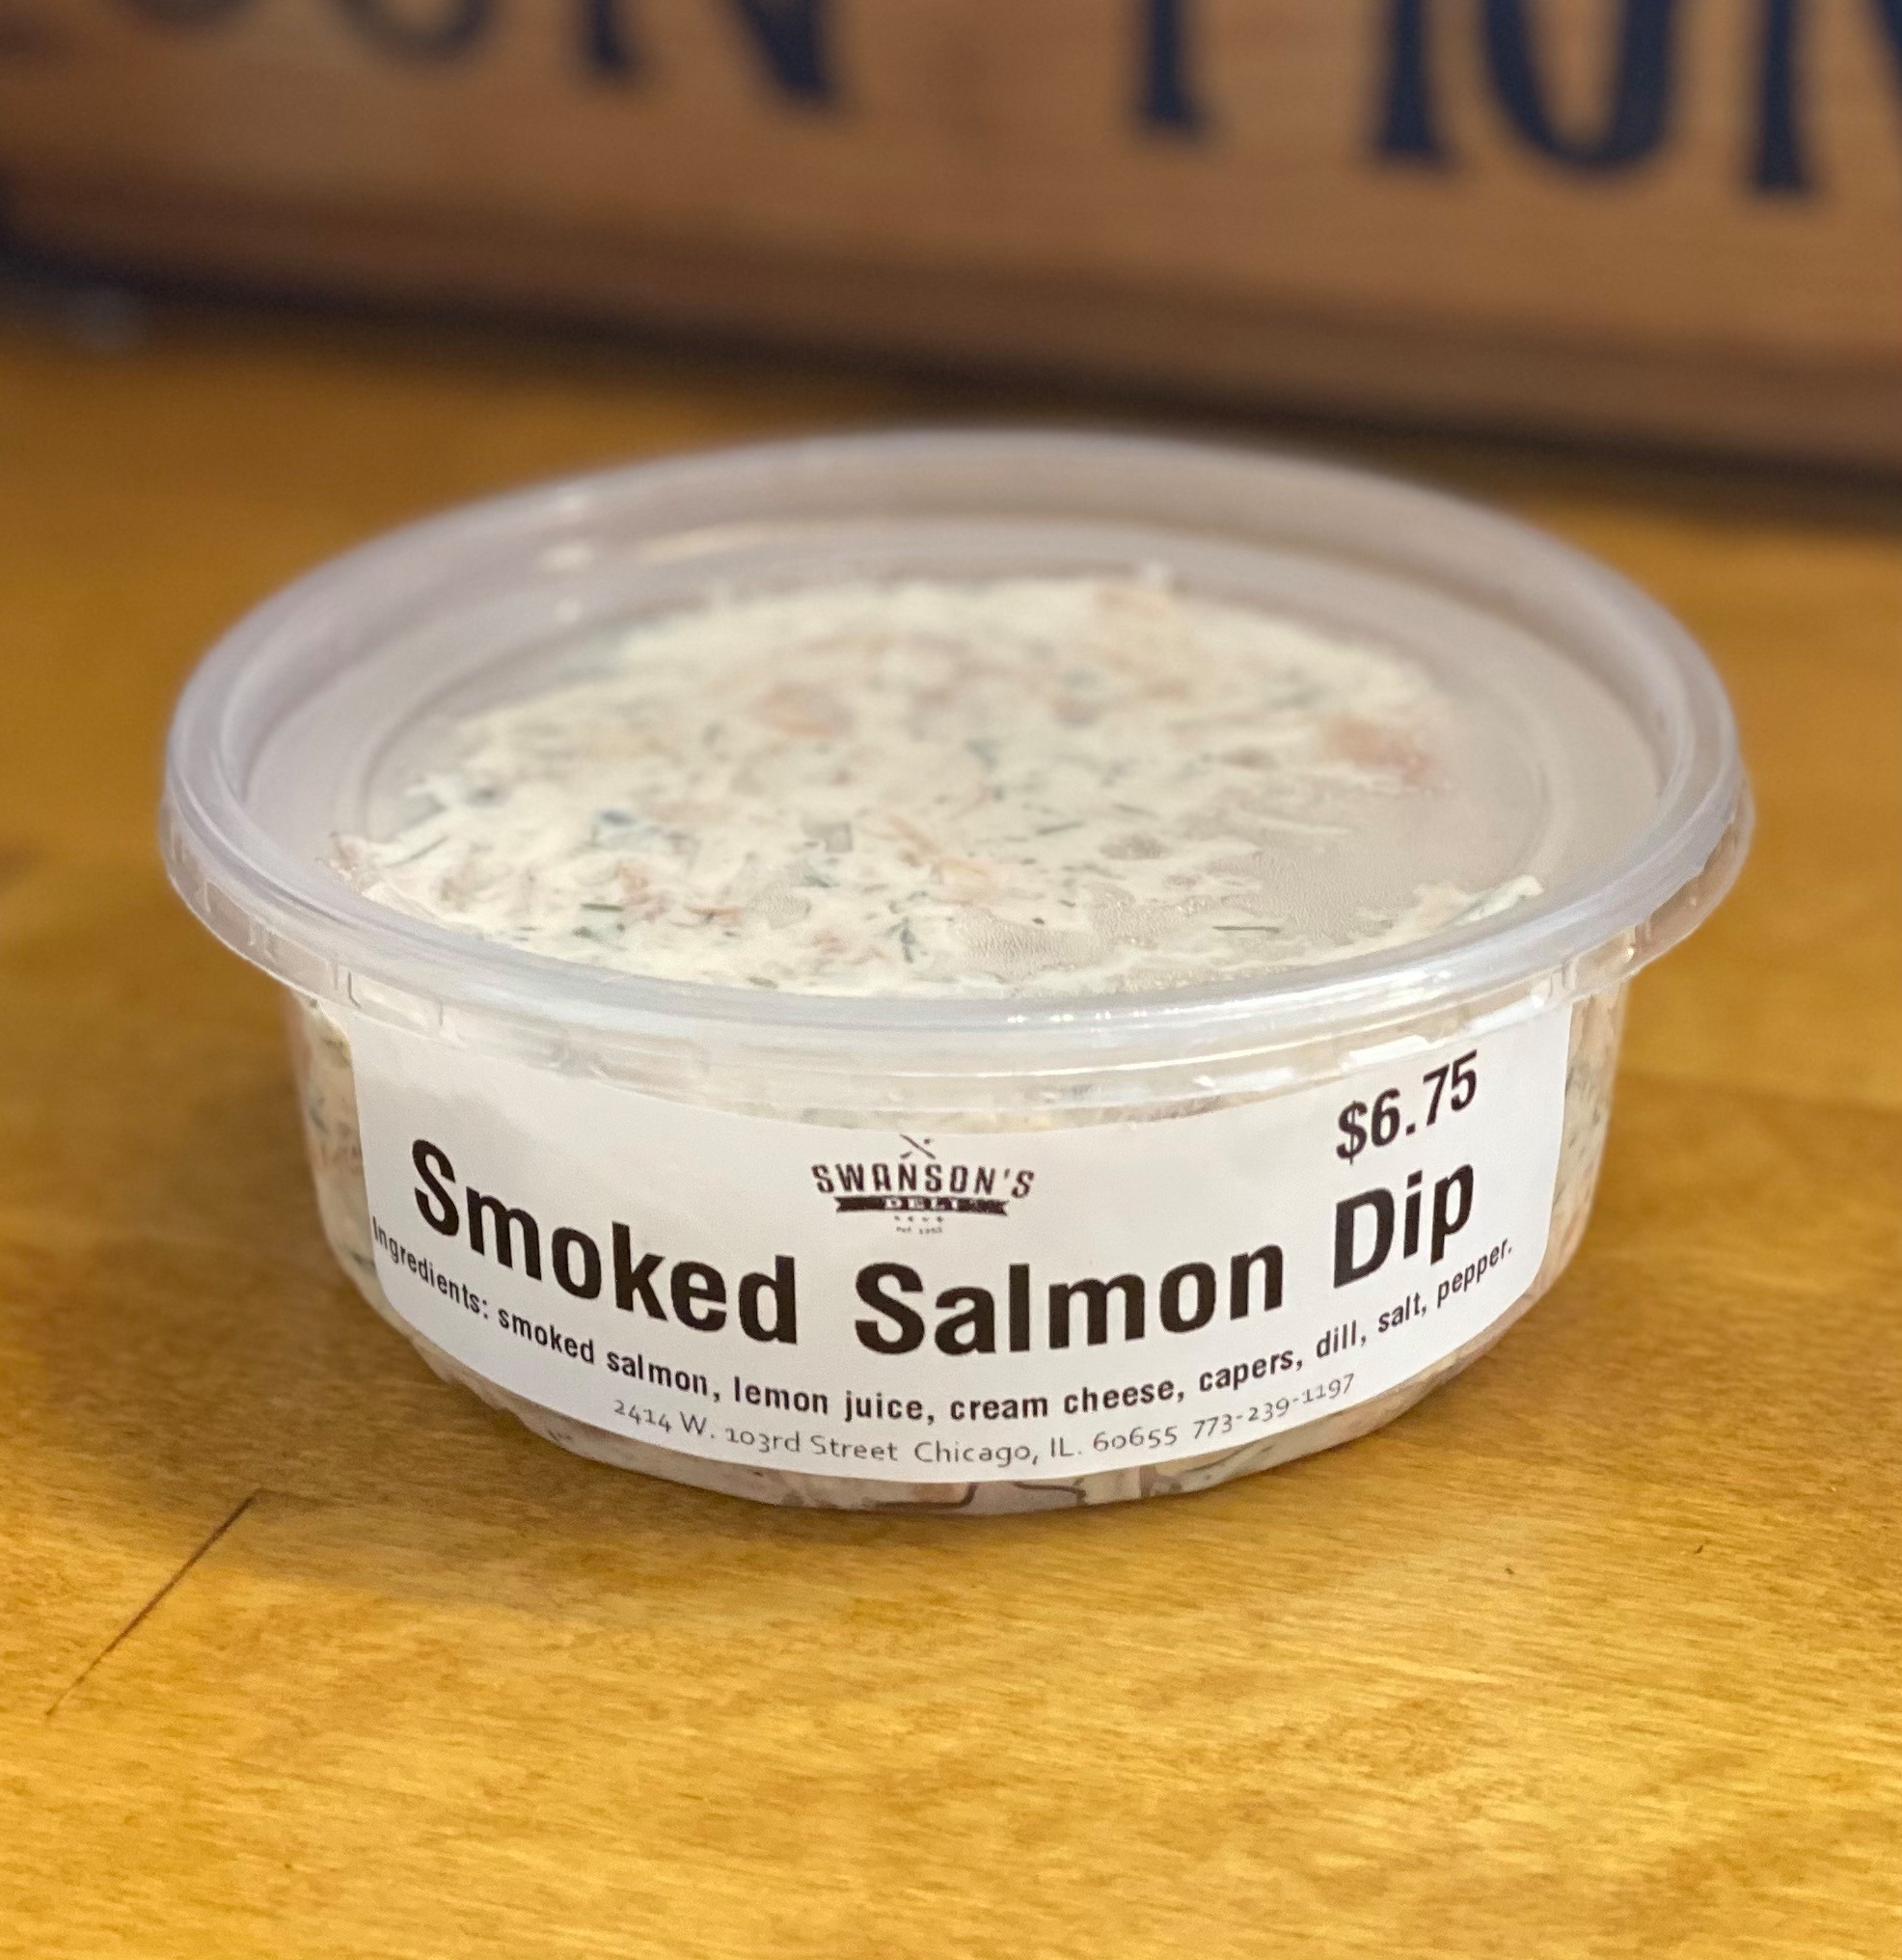 $6.75
SWANSON'S
DELI
Smoked Salmon Dip
Ingredients: smoked salmon, lemon juice, cream cheese, capers, dill, salt, pepper.
2414 W. 103rd Street Chicago, IL. 60655 773-239-1197